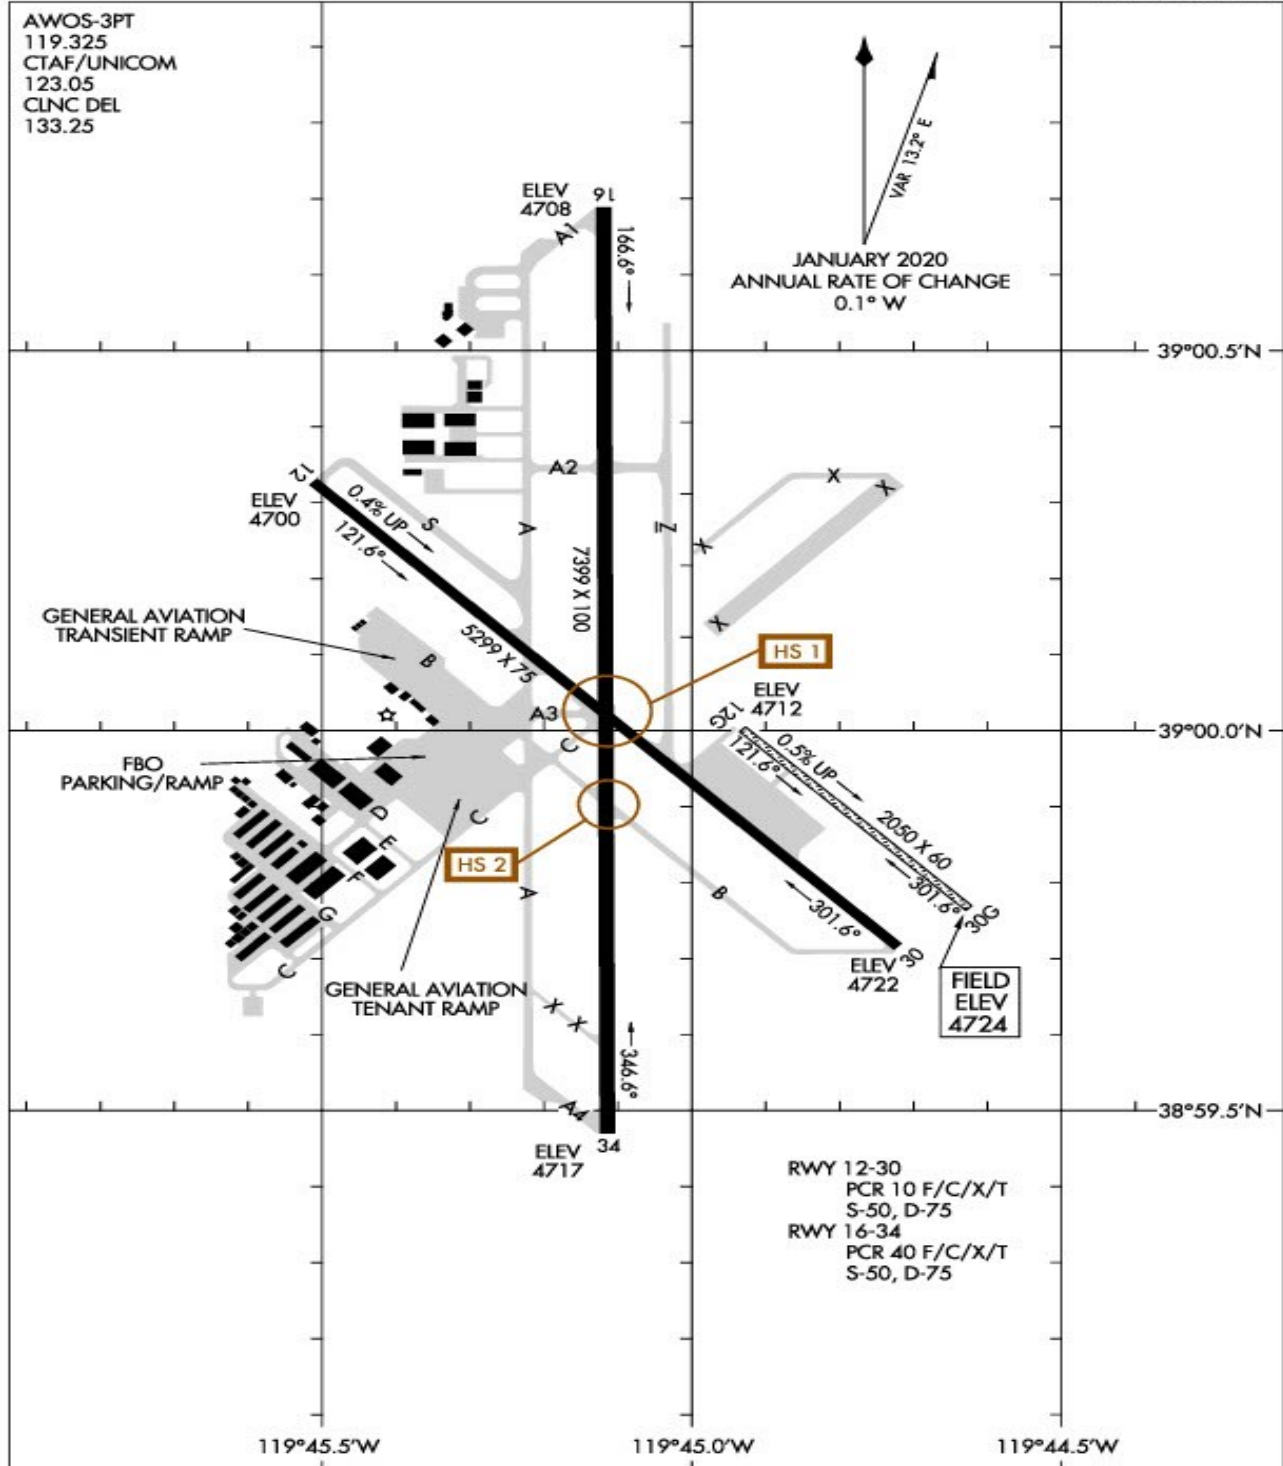 AWOS-3PT
119.325
CTAF/UNICOM
123.05
CLNC DEL
133.25
VAR 13.2° E
JANUARY 2020
ANNUAL RATE OF CHANGE
0.1° W
ELEV
4708
16
A1
166.6°
39°00.5'N
A2
12
ELEV
4700
0.4% UP
121.6°
S
A
Z
X
X
X
X
7399 X 100
5299 X 75
GENERAL AVIATION
TRANSIENT RAMP
B
HS 1
A3
C
ELEV
4712
12G
39°00.0'N
121.6°
0.5% UP
2050 X 60
301.6°
30G
FBO
PARKING/RAMP
D
E
F
G
C
C
HS 2
A
B
301.6°
30
ELEV
4722
FIELD
ELEV
4724
GENERAL AVIATION
TENANT RAMP
X
X
346.6°
A4
34
ELEV
4717
38°59.5'N
RWY 12-30
PCR 10 F/C/X/T
S-50, D-75
RWY 16-34
PCR 40 F/C/X/T
S-50, D-75
119°45.5'W
119°45.0'W
119°44.5'W